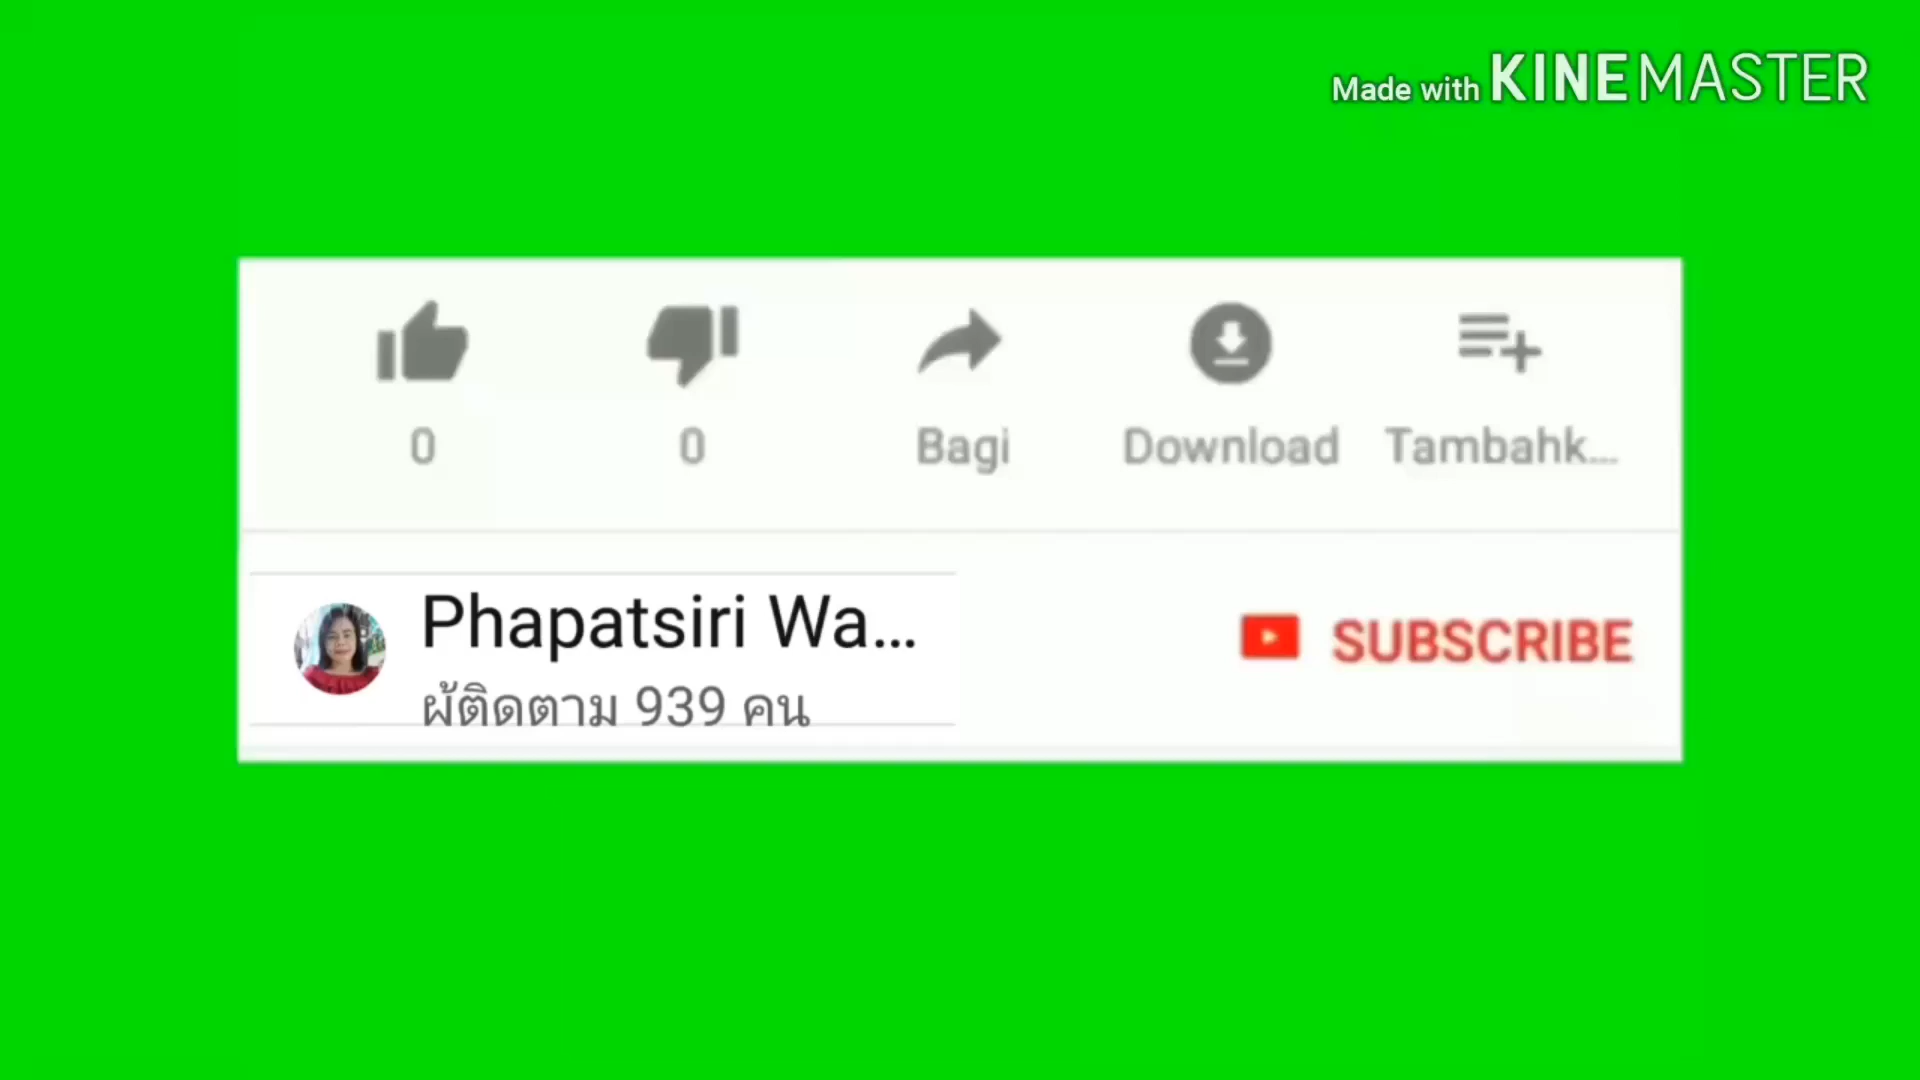 Made with KINEMASTER
0 0 Bagi Download Tambahk...
Phapatsiri Wa...
SUBSCRIBE
ผู้ติดตาม 939 คน